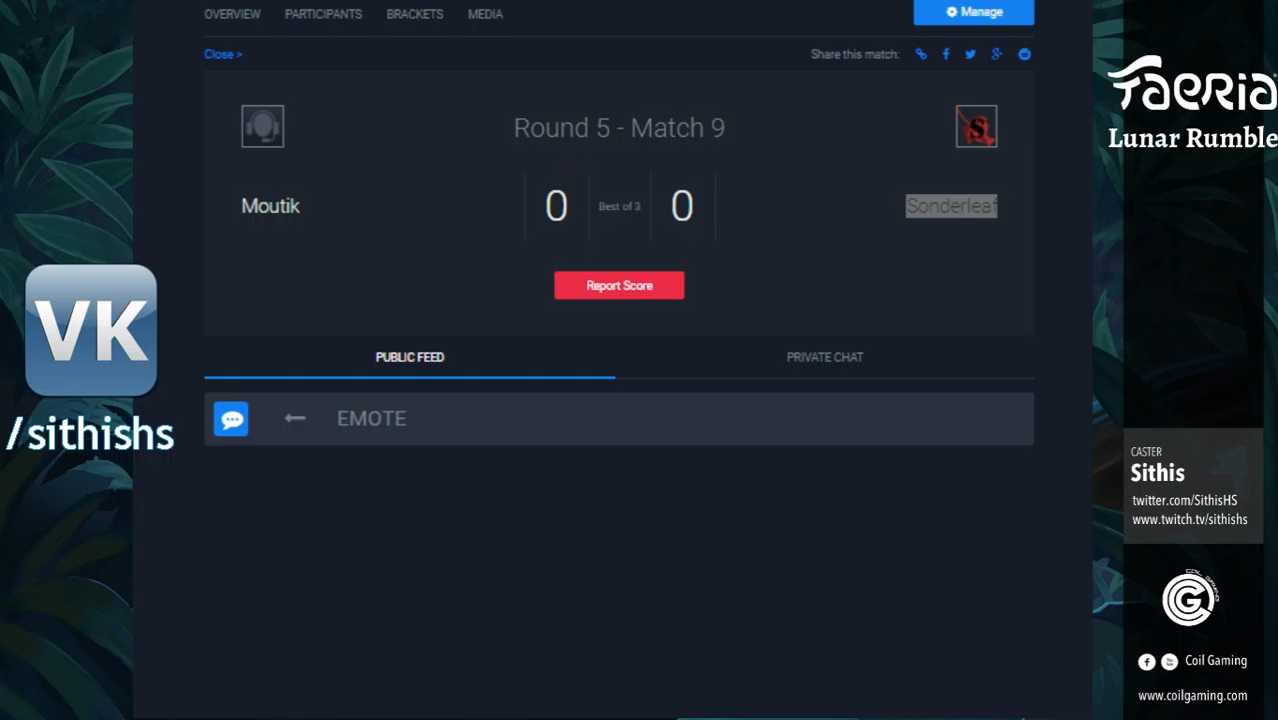 OVERVIEW PARTICIPANTS BRACKETS MEDIA
Manage
Close >
Share this match:
Round 5 - Match 9
S
Moutik
0
Best of 3
0
Sonderleaf
Report Score
PUBLIC FEED
PRIVATE CHAT
EMOTE
VK
/sithishs
faeria
Lunar Rumble
CASTER
Sithis
twitter.com/SithisHS
www.twitch.tv/sithishs
COIL GAMING
Coil Gaming
www.coilgaming.com